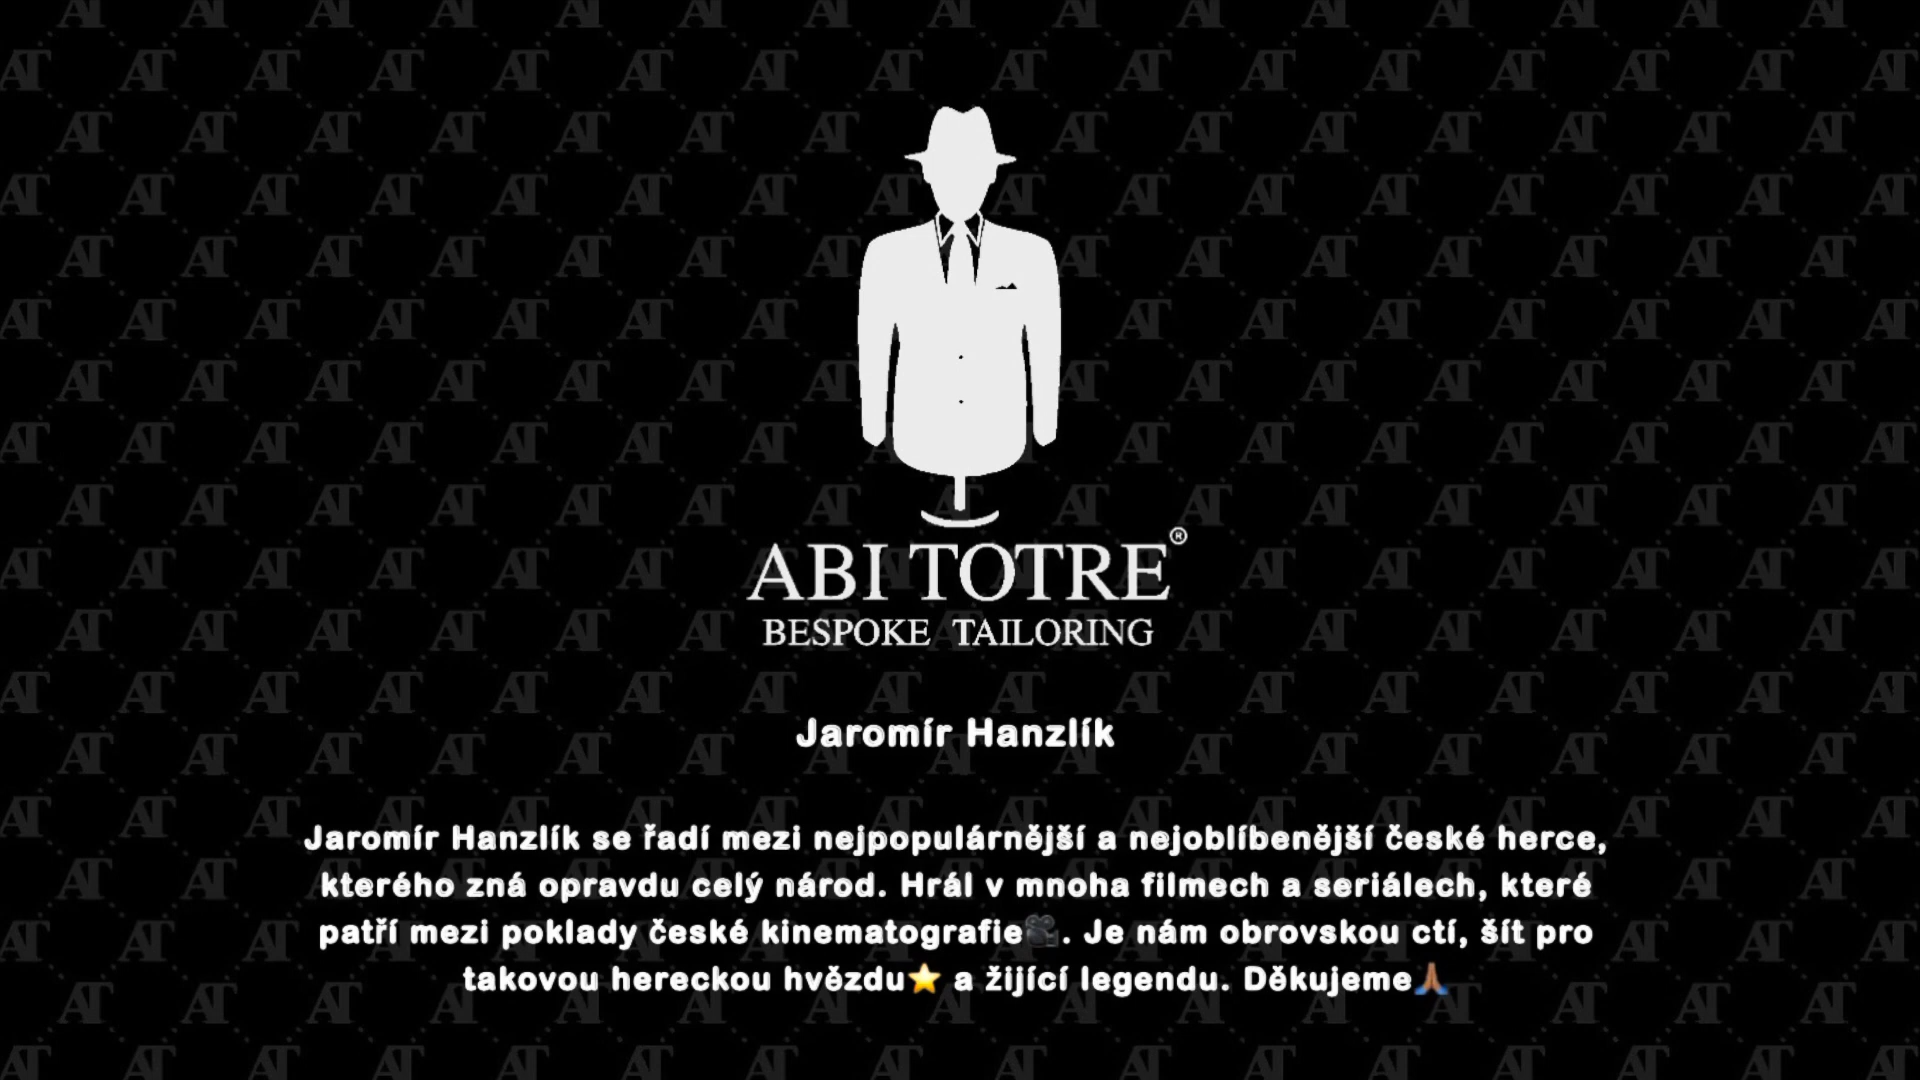 ABI TOTRE®
BESPOKE TAILORING
Jaromír Hanzlík
Jaromír Hanzlík se řadí mezi nejpopulárnější a nejoblíbenější české herce,
kterého zná opravdu celý národ. Hrál v mnoha filmech a seriálech, které
patří mezi poklady české kinematografie🎥. Je nám obrovskou ctí, šít pro
takovou hereckou hvězdu⭐ a žijící legendu. Děkujeme🙏🏽